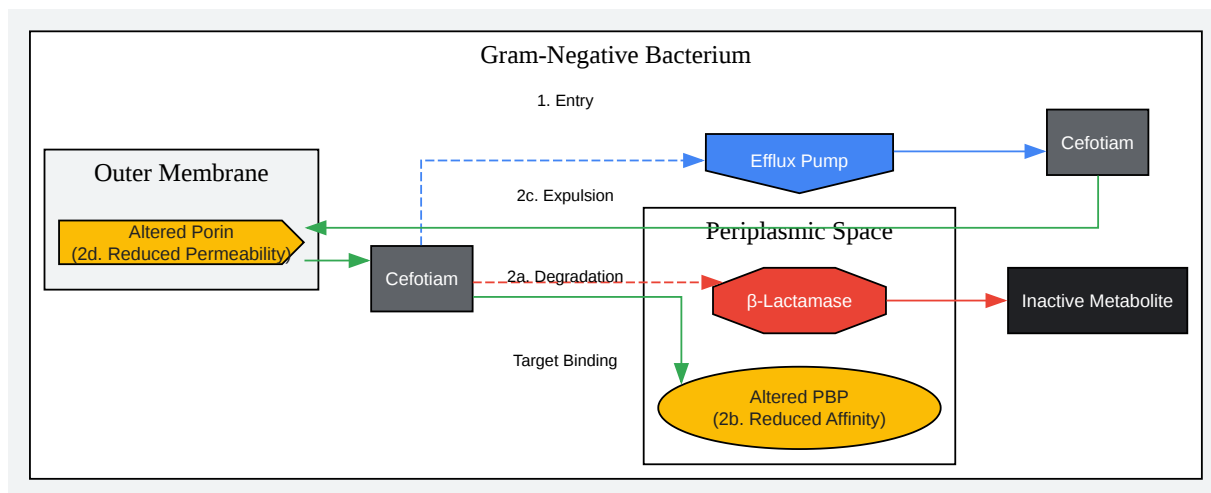 Gram-Negative Bacterium
1. Entry
Cefotiam
Efflux Pump
Outer Membrane
2c. Expulsion
Altered Porin
(2d. Reduced Permeability)
Periplasmic Space
Cefotiam
2a. Degradation
β-Lactamase
Inactive Metabolite
Target Binding
Altered PBP
(2b. Reduced Affinity)